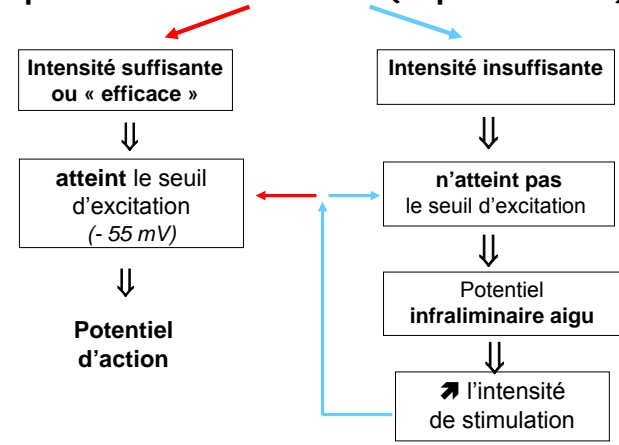 Intensité suffisante
ou « efficace »
Intensité insuffisante
atteint le seuil
d'excitation
(- 55 mV)
n'atteint pas
le seuil d'excitation
Potentiel
d'action
Potentiel
infraliminaire aigu
↗ l'intensité
de stimulation